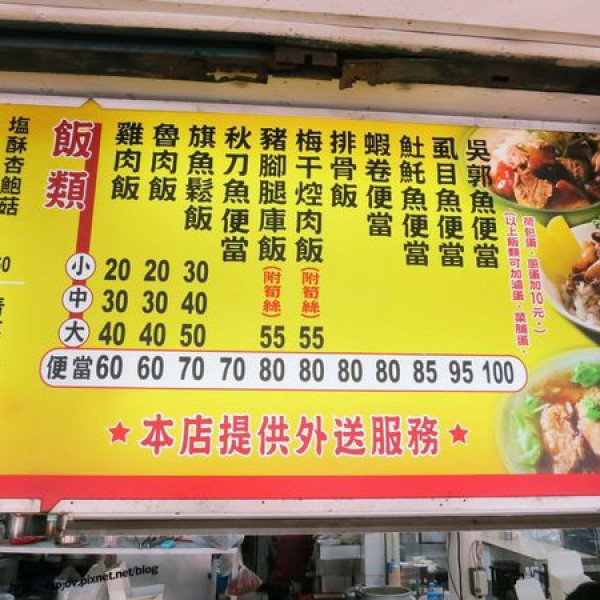 塩酥杏鮑菇
飯類
雞肉飯
魯肉飯
旗魚鬆飯
秋刀魚便當
豬腳腿庫飯(附筍絲)
梅干焢肉飯(附筍絲)
排骨飯
蝦卷便當
𩵚魠魚便當
虱目魚便當
吳郭魚便當
(以上飯類可加滷蛋、菜脯蛋、
荷包蛋、蔥蛋加10元。)
小 20 20 30
中 30 30 40
大 40 40 50 55 55
便當 60 60 70 70 80 80 80 80 85 95 100
★本店提供外送服務★